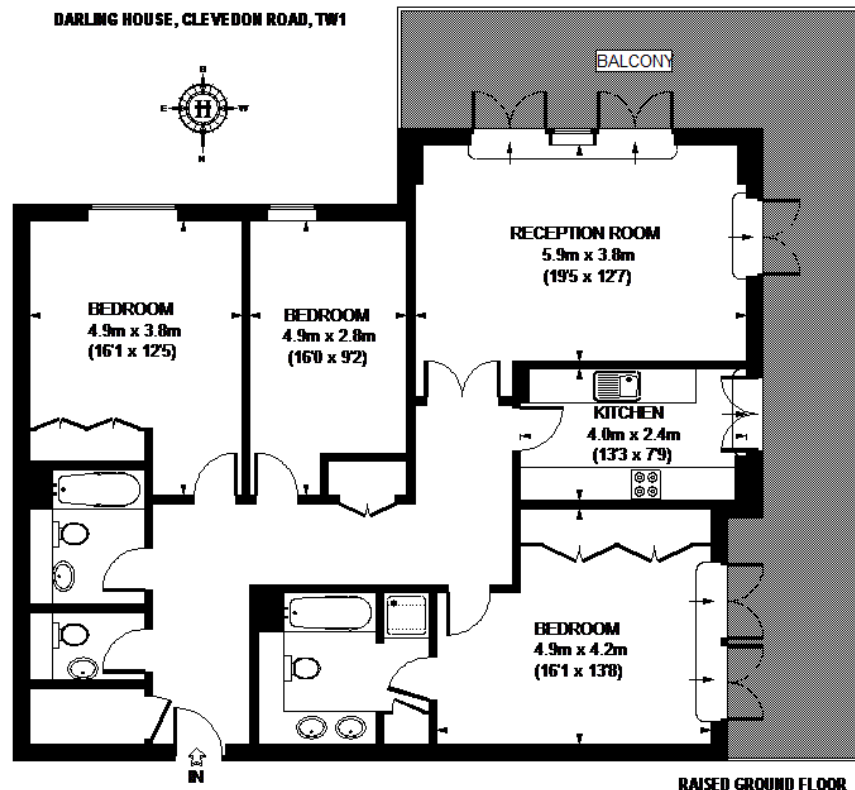 DARLING HOUSE, CLEVEDON ROAD, TW1
BALCONY
S
E H W
N
RECEPTION ROOM
5.9m x 3.8m
(19'5 x 12'7)
BEDROOM
4.9m x 3.8m
(16'1 x 12'5)
BEDROOM
4.9m x 2.8m
(16'0 x 9'2)
KITCHEN
4.0m x 2.4m
(13'3 x 7'9)
BEDROOM
4.9m x 4.2m
(16'1 x 13'8)
IN
RAISED GROUND FLOOR